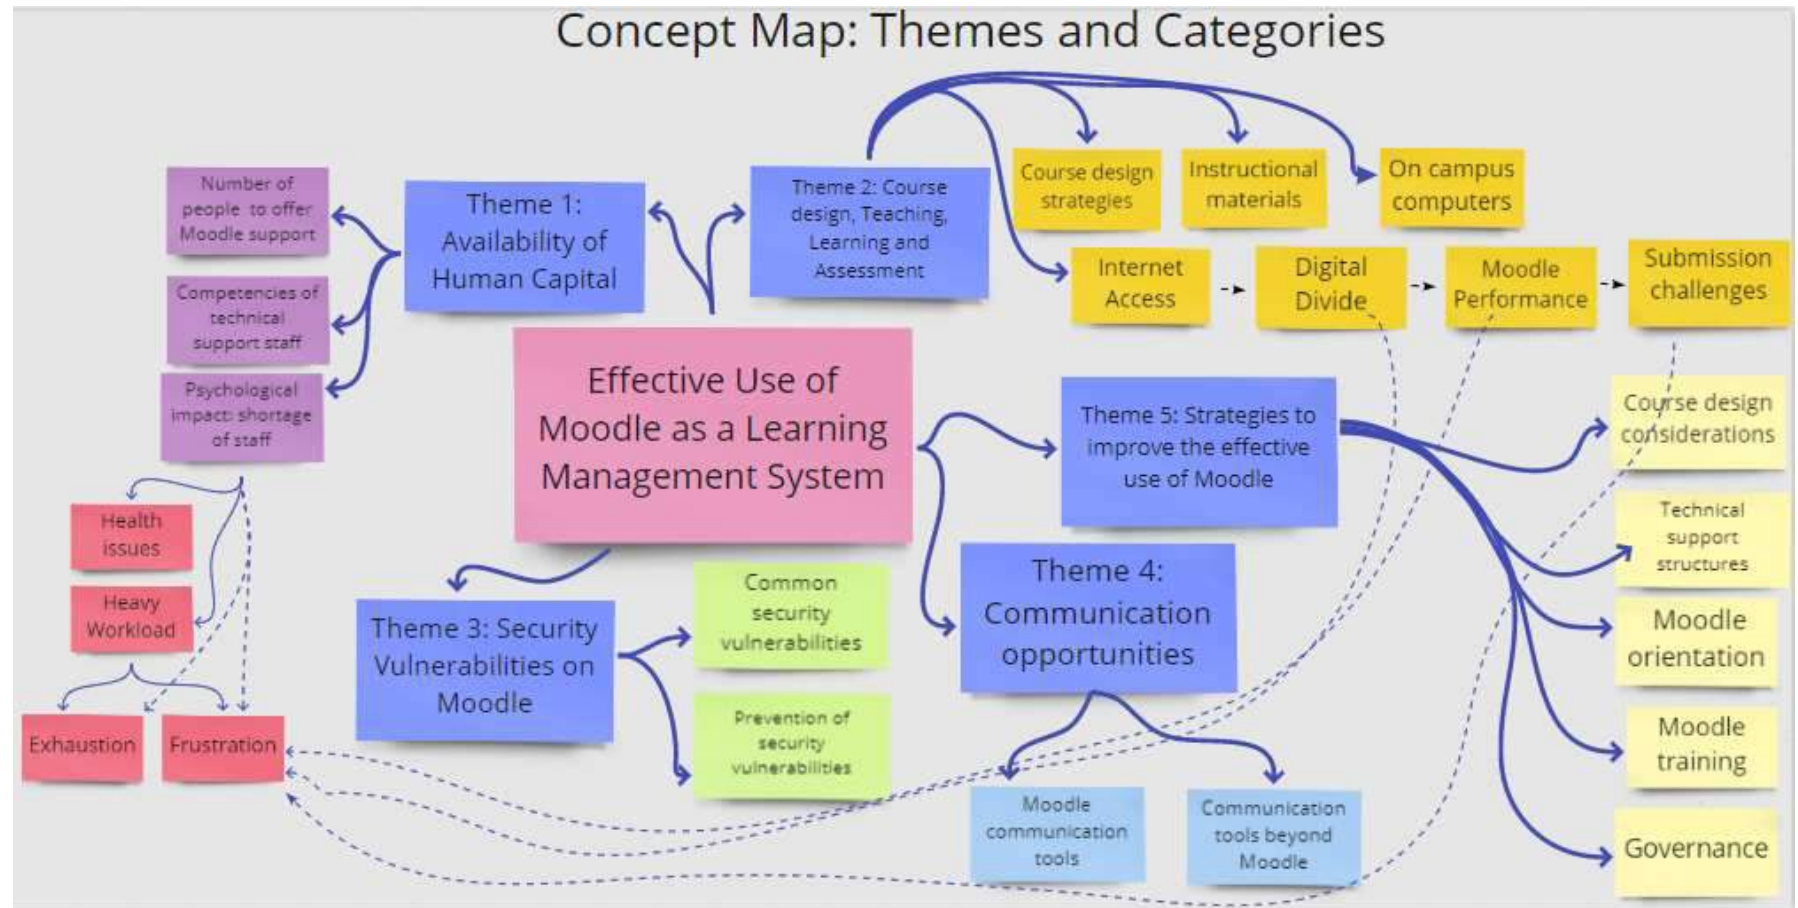 Concept Map: Themes and Categories
Number of
people to offer
Moodle support
Competencies of
technical
support staff
Psychological
impact: shortage
of staff
Health
issues
Heavy
Workload
Exhaustion
Frustration
Theme 1:
Availability of
Human Capital
Theme 2: Course
design, Teaching,
Learning and
Assessment
Course design
strategies
Instructional
materials
On campus
computers
Internet
Access
Digital
Divide
Moodle
Performance
Submission
challenges
Effective Use of
Moodle as a Learning
Management System
Theme 5: Strategies to
improve the effective
use of Moodle
Course design
considerations
Technical
support
structures
Moodle
orientation
Moodle
training
Governance
Theme 3: Security
Vulnerabilities on
Moodle
Common
security
vulnerabilities
Prevention of
security
vulnerabilities
Theme 4:
Communication
opportunities
Moodle
communication
tools
Communication
tools beyond
Moodle